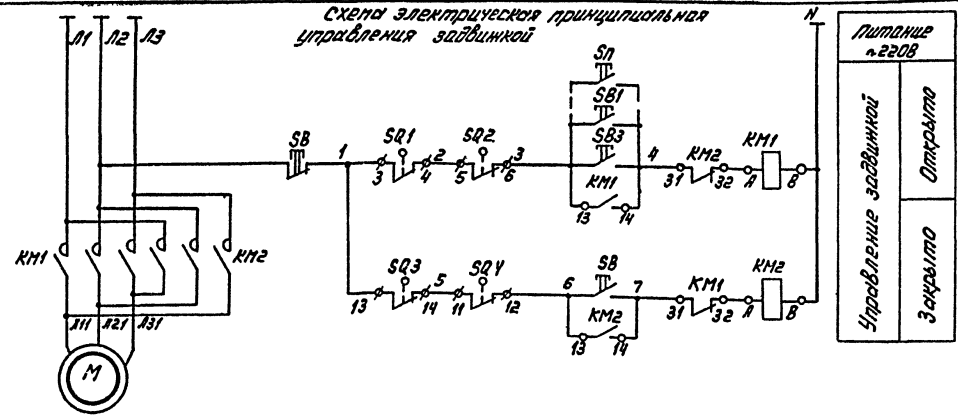 Схема электрическая принципиальная
управления задвижкой
Л1 Л2 Л3
N
Питание
~220В
Управление задвижкой
Открыто
Закрыто
SП
SB1
SB3
KM1
13 14
SB
1
SQ1
3 4
2
SQ2
5 6
3
4
KM2
31 32
KM1
A B
KM1
KM2
SQ3
13 14
5
SQ4
11 12
6
SB
7
KM2
13 14
KM1
31 32
KM2
A B
Л11 Л21 Л31
M